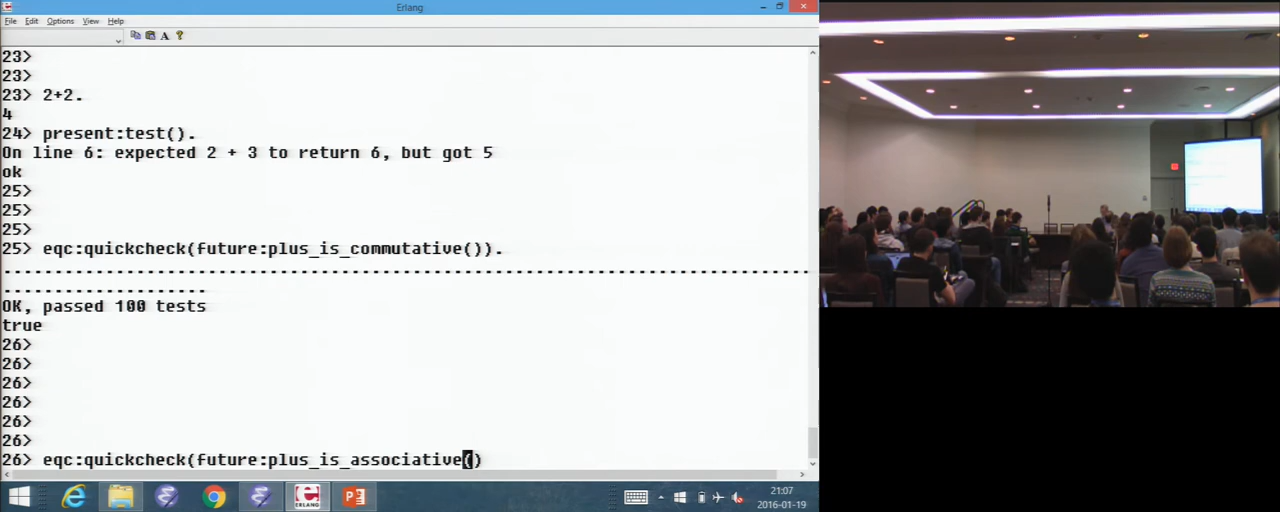 Erlang
File Edit Options View Help
23>
23>
23> 2+2.
4
24> present:test().
On line 6: expected 2 + 3 to return 6, but got 5
ok
25>
25>
25>
25> eqc:quickcheck(future:plus_is_commutative()).
................................................................................
....................
OK, passed 100 tests
true
26>
26>
26>
26>
26>
26>
26> eqc:quickcheck(future:plus_is_associative()
ERLANG
21:07
2016-01-19